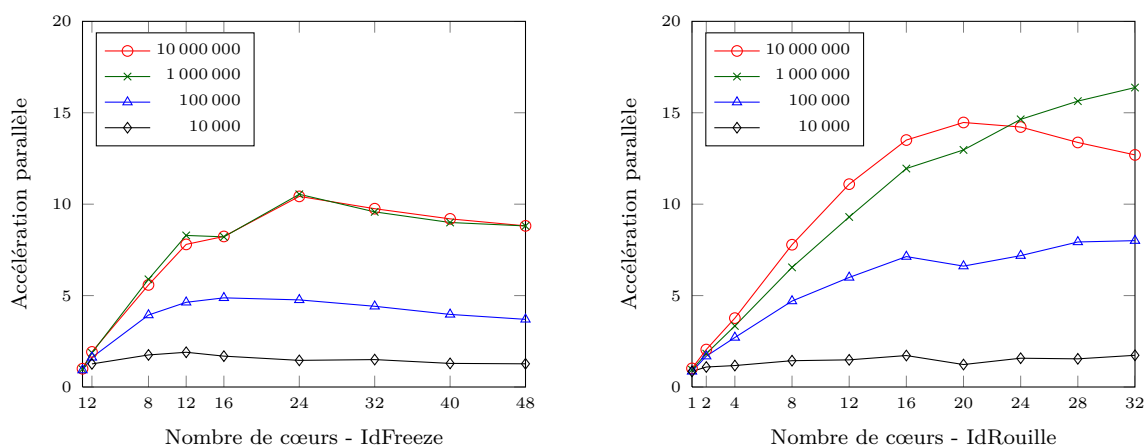 20
15
10
5
0
Accélération parallèle
10 000 000
1 000 000
100 000
10 000
1 2 8 12 16 24 32 40 48
Nombre de cœurs - IdFreeze
20
15
10
5
0
Accélération parallèle
10 000 000
1 000 000
100 000
10 000
1 2 4 8 12 16 20 24 28 32
Nombre de cœurs - IdRouille